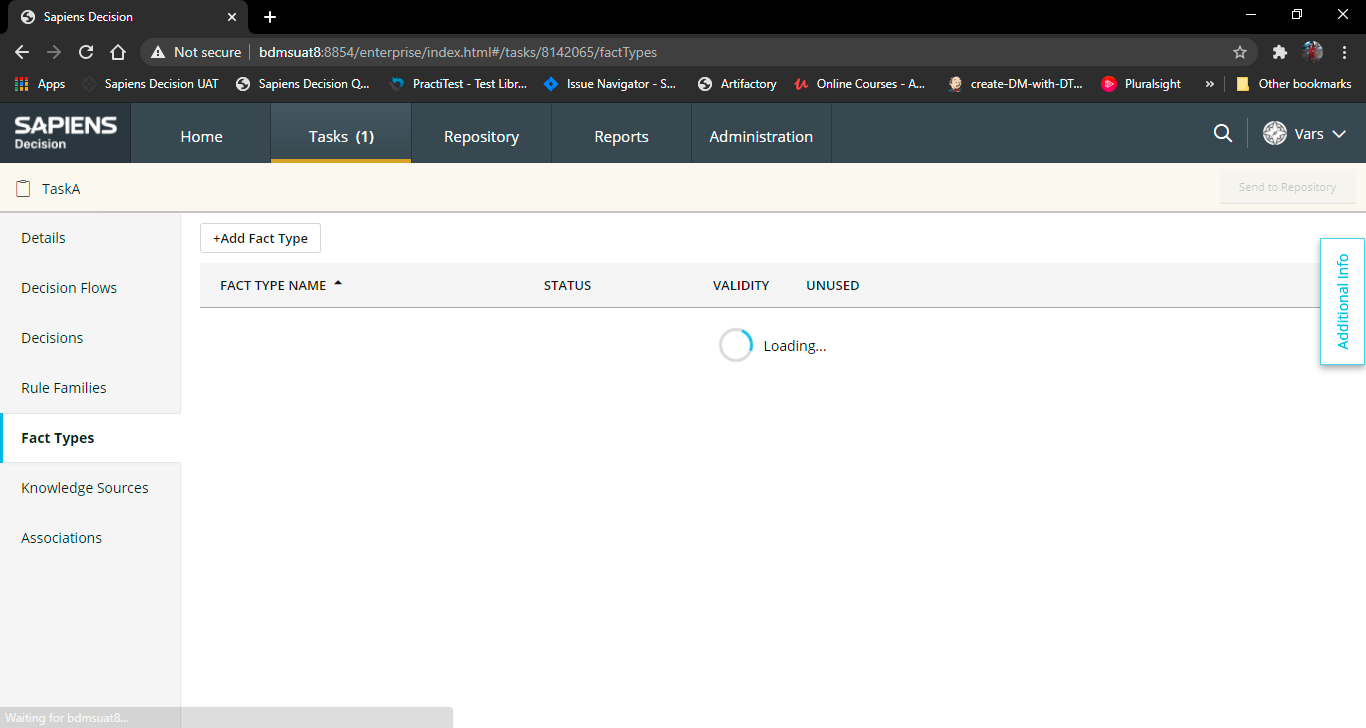 Sapiens Decision
Not secure bdmsuat8:8854/enterprise/index.html#/tasks/8142065/factTypes
Apps Sapiens Decision UAT Sapiens Decision Q... PractiTest - Test Libr... Issue Navigator - S... Artifactory Online Courses - A... create-DM-with-DT... Pluralsight » Other bookmarks
SAPIENS
Decision
Home Tasks (1) Repository Reports Administration Vars
TaskA Send to Repository
Details
Decision Flows
Decisions
Rule Families
Fact Types
Knowledge Sources
Associations
+Add Fact Type
FACT TYPE NAME STATUS VALIDITY UNUSED
Loading...
Additional Info
Waiting for bdmsuat8...